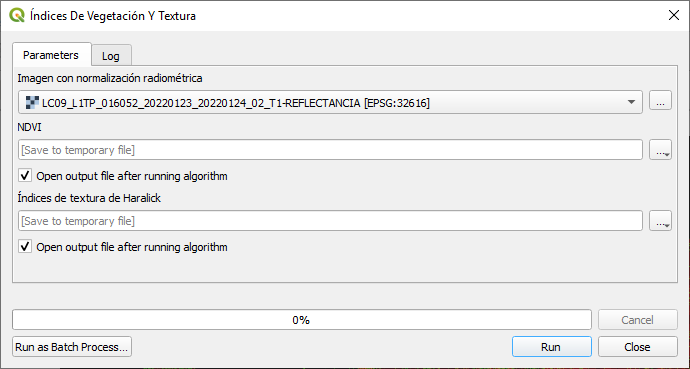 Índices De Vegetación Y Textura
Parameters
Log
Imagen con normalización radiométrica
LC09_L1TP_016052_20220123_20220124_02_T1-REFLECTANCIA [EPSG:32616]
...
NDVI
[Save to temporary file]
...
Open output file after running algorithm
Índices de textura de Haralick
[Save to temporary file]
...
Open output file after running algorithm
0%
Cancel
Run as Batch Process...
Run
Close